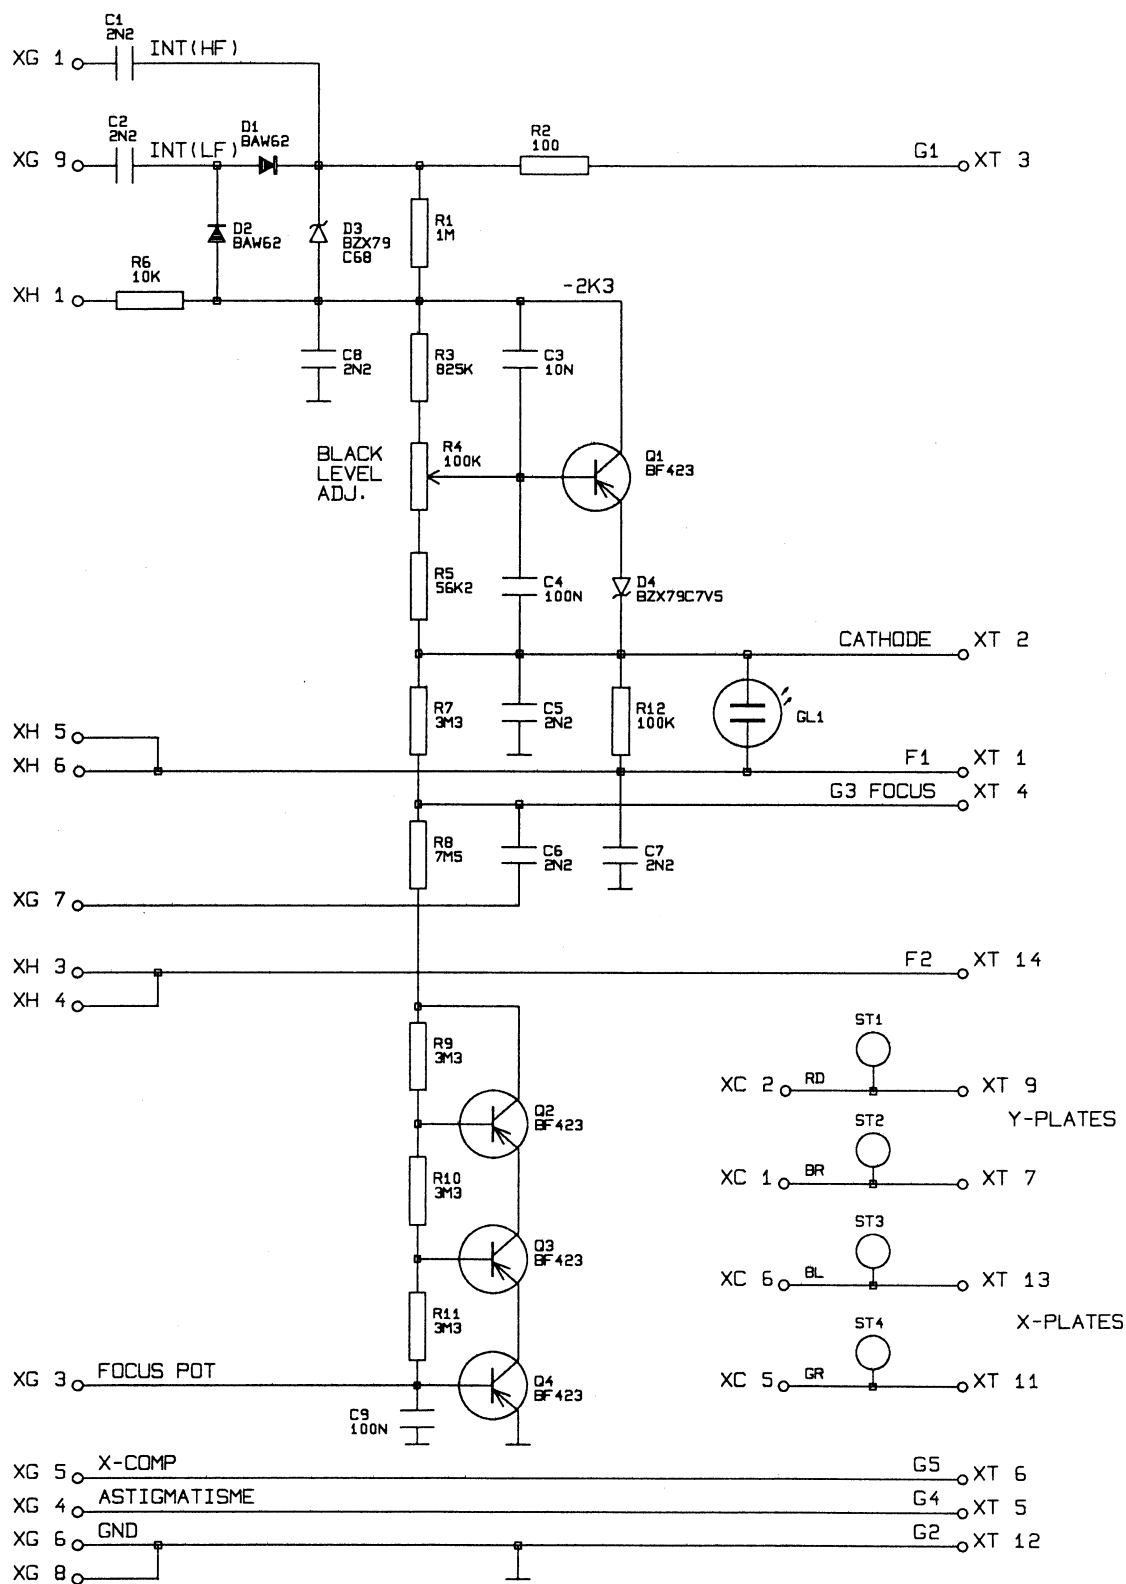 C1
2N2
XG 1
INT(HF)
C2
2N2
D1
BAW62
R2
100
XG 9
INT(LF)
G1
XT 3
D2
BAW62
D3
BZX79
C68
R1
1M
R6
10K
XH 1
-2K3
C8
2N2
R3
825K
C3
10N
BLACK
LEVEL
ADJ.
R4
100K
Q1
BF423
R5
56K2
C4
100N
D4
BZX79C7V5
CATHODE
XT 2
R7
3M3
C5
2N2
R12
100K
GL1
XH 5
XH 6
F1
XT 1
G3 FOCUS
XT 4
R8
7M5
C6
2N2
C7
2N2
XG 7
XH 3
F2
XT 14
XH 4
ST1
R9
3M3
XC 2
RD
XT 9
Q2
BF423
Y-PLATES
ST2
R10
3M3
XC 1
BR
XT 7
ST3
Q3
BF423
XC 6
BL
XT 13
R11
3M3
X-PLATES
ST4
XG 3
FOCUS POT
Q4
BF423
XC 5
GR
XT 11
C9
100N
XG 5
X-COMP
G5
XT 6
XG 4
ASTIGMATISME
G4
XT 5
XG 6
GND
G2
XT 12
XG 8